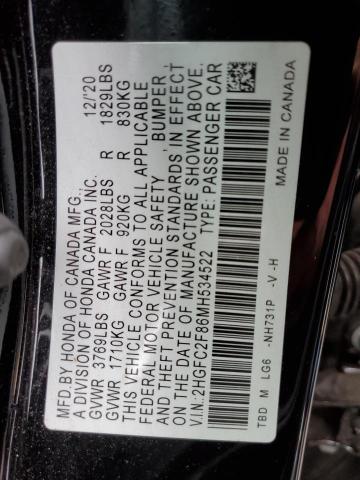 MFD.BY HONDA OF CANADA MFG., 12/'20
A DIVISION OF HONDA CANADA INC.
GVWR 3769LBS GAWR F 2028LBS R 1829LBS
GVWR 1710KG GAWR F 920KG R 830KG
THIS VEHICLE CONFORMS TO ALL APPLICABLE
FEDERAL MOTOR VEHICLE SAFETY, BUMPER,
AND THEFT PREVENTION STANDARDS IN EFFECT
ON THE DATE OF MANUFACTURE SHOWN ABOVE.
V.I.N.:2HGFC2F86MH534522 TYPE: PASSENGER CAR
TBD M LG6 -NH731P -V -H MADE IN CANADA